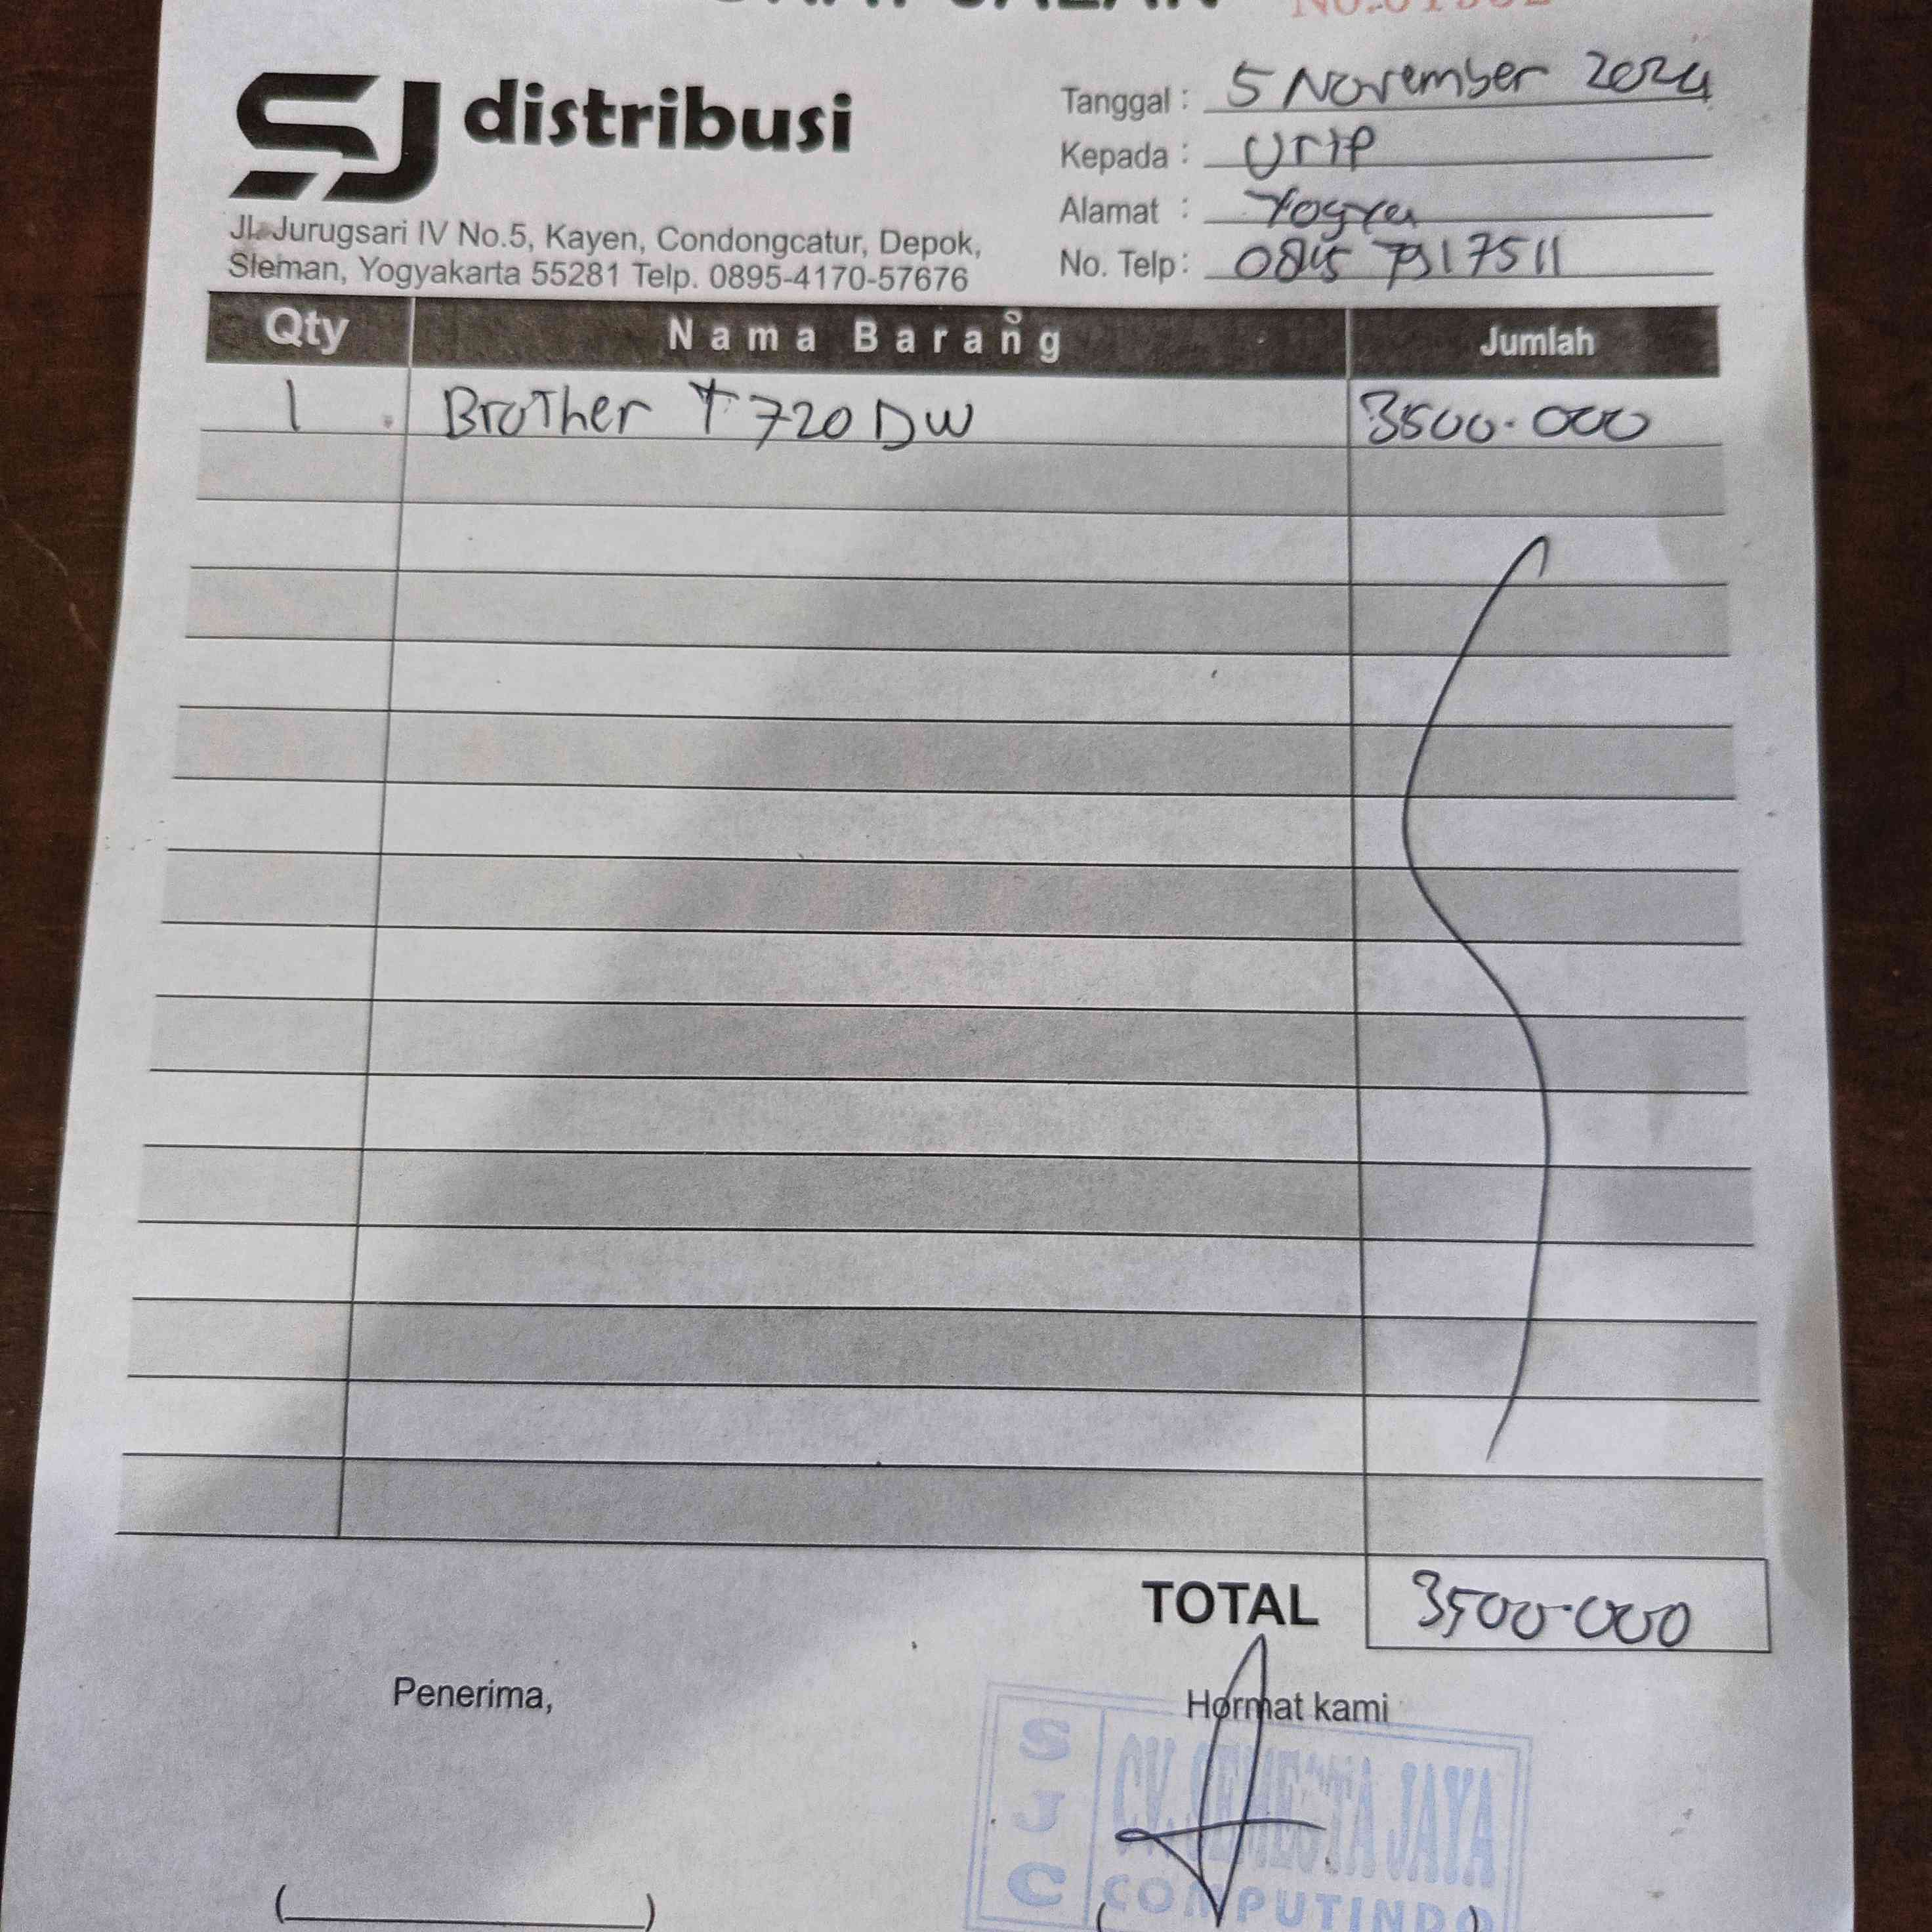 SURAT JALAN
SJ distribusi
Jl. Jurugsari IV No.5, Kayen, Condongcatur, Depok,
Sleman, Yogyakarta 55281 Telp. 0895-4170-57676
Tanggal : 5 November 2024
Kepada : Urip
Alamat : Yogya
No. Telp :
Qty Nama Barang Jumlah
1 Brother T720DW 3500.000
TOTAL 3500.000
Penerima, Hormat kami
SJC
CV. SEMESTA JAYA
COMPUTINDO